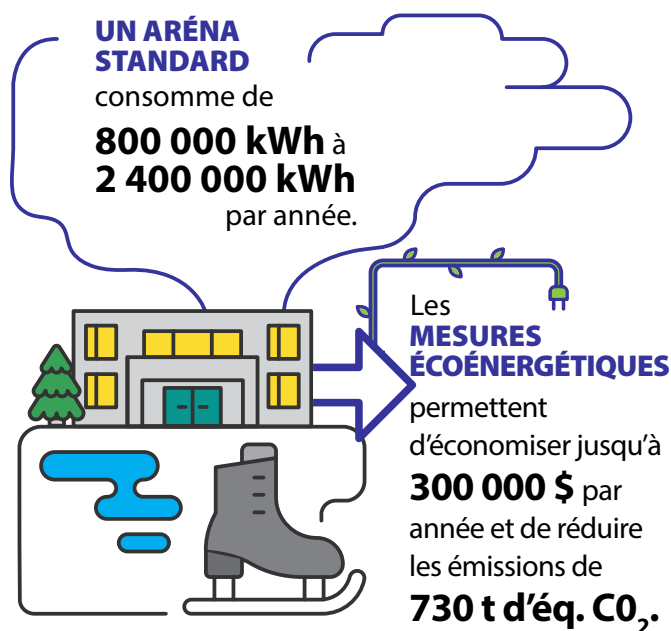 UN ARÉNA
STANDARD
consomme de
800 000 kWh à
2 400 000 kWh
par année.
Les
MESURES
ÉCOÉNERGÉTIQUES
permettent
d'économiser jusqu'à
300 000 $ par
année et de réduire
les émissions de
730 t d'éq. C0₂.